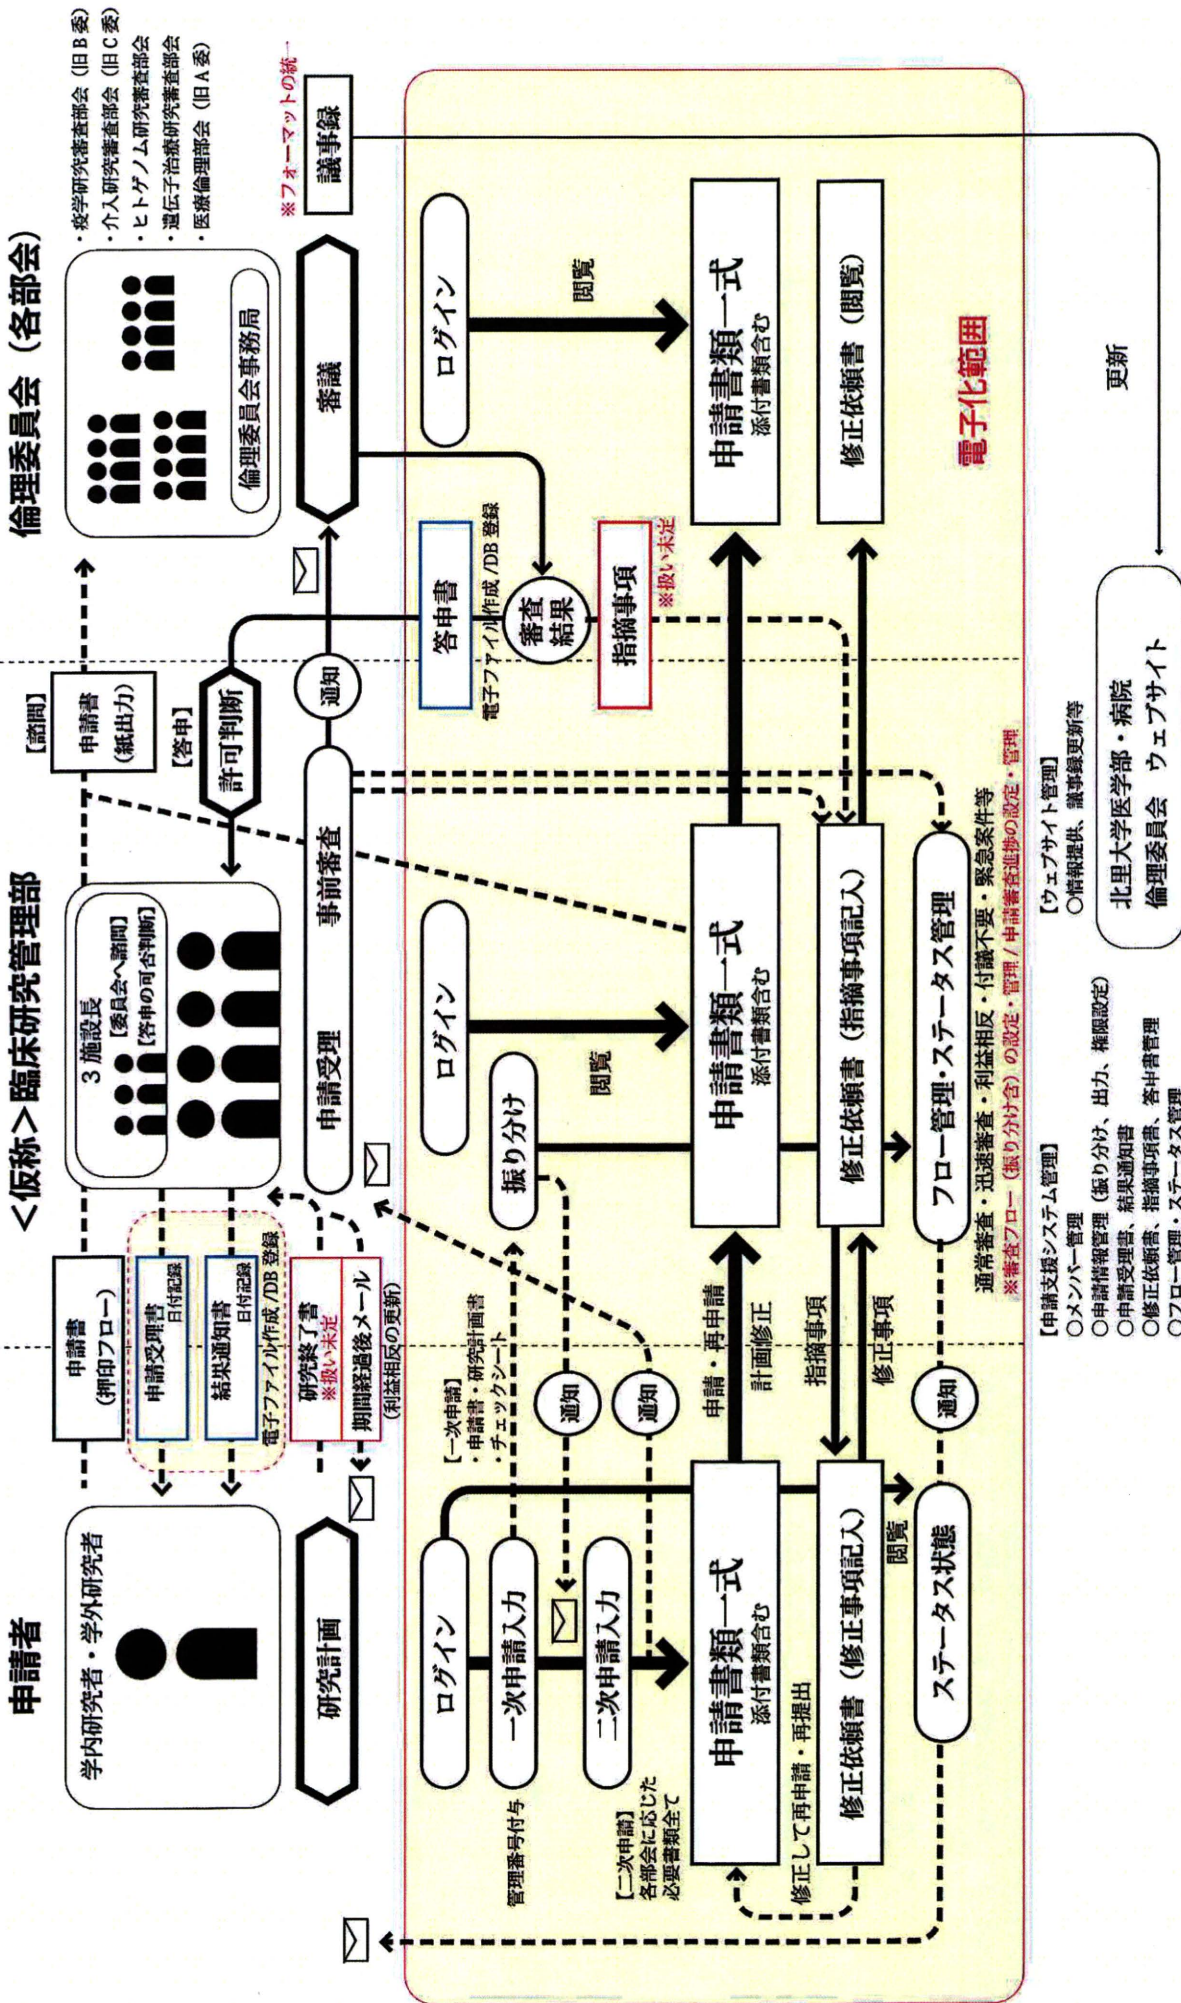 申請者
学内研究者・学外研究者
研究計画
申請書
(押印フロー)
申請受理書
日付記録
結果通知書
日付記録
電子ファイル作成/DB登録
研究終了書
※扱い未定
期間経過後メール
(利益相反の更新)
＜仮称＞臨床研究管理部
3施設長
【委員会へ諮問】
【答申の可否判断】
申請受理
事前審査
【諮問】
申請書
(紙出力)
【答申】
許可判断
通知
倫理委員会（各部会）
倫理委員会事務局
・疫学研究審査部会（旧B委）
・介入研究審査部会（旧C委）
・ヒトゲノム研究審査部会
・遺伝子治療研究審査部会
・医療倫理部会（旧A委）
審議
※フォーマットの統一
議事録
ログイン
一次申請入力
管理番号付与
【一次申請】
・申請書・研究計画書
・チェックシート
二次申請入力
【二次申請】
各部会に応じた
必要書類全て
通知
通知
申請書類一式
添付書類含む
修正して再申請・再提出
修正依頼書（修正事項記入）
閲覧
ステータス状態
通知
申請・再申請
計画修正
指摘事項
修正事項
ログイン
振り分け
閲覧
申請書類一式
添付書類含む
修正依頼書（指摘事項記入）
フロー管理・ステータス管理
通常審査・迅速審査・利益相反・付議不要・緊急案件等
※審査フロー（振り分け含）の設定・管理/申請審査進捗の設定・管理
答申書
電子ファイル作成/DB登録
審査
結果
指摘事項
※扱い未定
ログイン
閲覧
申請書類一式
添付書類含む
修正依頼書（閲覧）
電子化範囲
【申請支援システム管理】
○メンバー管理
○申請情報管理（振り分け、出力、権限設定）
○申請受理書、結果通知書
○修正依頼書、指摘事項書、答申書管理
○フロー管理・ステータス管理
【ウェブサイト管理】
○情報提供、議事録更新等
北里大学医学部・病院
倫理委員会　ウェブサイト
更新